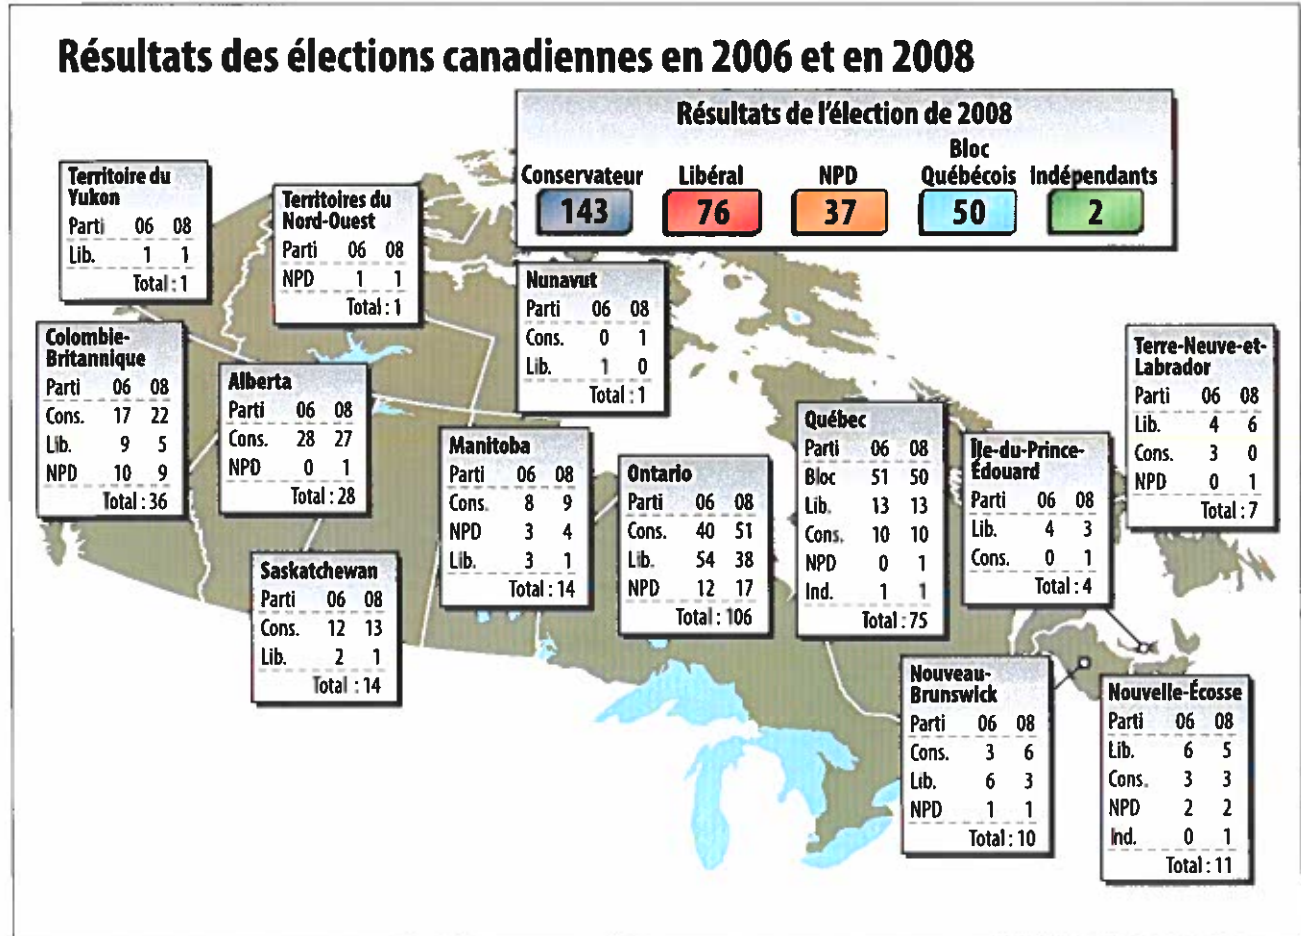 Résultats des élections canadiennes en 2006 et en 2008
Résultats de l'élection de 2008
Conservateur Libéral NPD Bloc Québécois Indépendants
143 76 37 50 2
Territoire du
Yukon
Parti 06 08
Lib. 1 1
Total : 1
Territoires du
Nord-Ouest
Parti 06 08
NPD 1 1
Total : 1
Nunavut
Parti 06 08
Cons. 0 1
Lib. 1 0
Total : 1
Colombie-
Britannique
Parti 06 08
Cons. 17 22
Lib. 9 5
NPD 10 9
Total : 36
Alberta
Parti 06 08
Cons. 28 27
NPD 0 1
Total : 28
Saskatchewan
Parti 06 08
Cons. 12 13
Lib. 2 1
Total : 14
Manitoba
Parti 06 08
Cons. 8 9
NPD 3 4
Lib. 3 1
Total : 14
Ontario
Parti 06 08
Cons. 40 51
Lib. 54 38
NPD 12 17
Total : 106
Québec
Parti 06 08
Bloc 51 50
Lib. 13 13
Cons. 10 10
NPD 0 1
Ind. 1 1
Total : 75
Île-du-Prince-
Édouard
Parti 06 08
Lib. 4 3
Cons. 0 1
Total : 4
Terre-Neuve-et-
Labrador
Parti 06 08
Lib. 4 6
Cons. 3 0
NPD 0 1
Total : 7
Nouveau-
Brunswick
Parti 06 08
Cons. 3 6
Lib. 6 3
NPD 1 1
Total : 10
Nouvelle-Écosse
Parti 06 08
Lib. 6 5
Cons. 3 3
NPD 2 2
Ind. 0 1
Total : 11